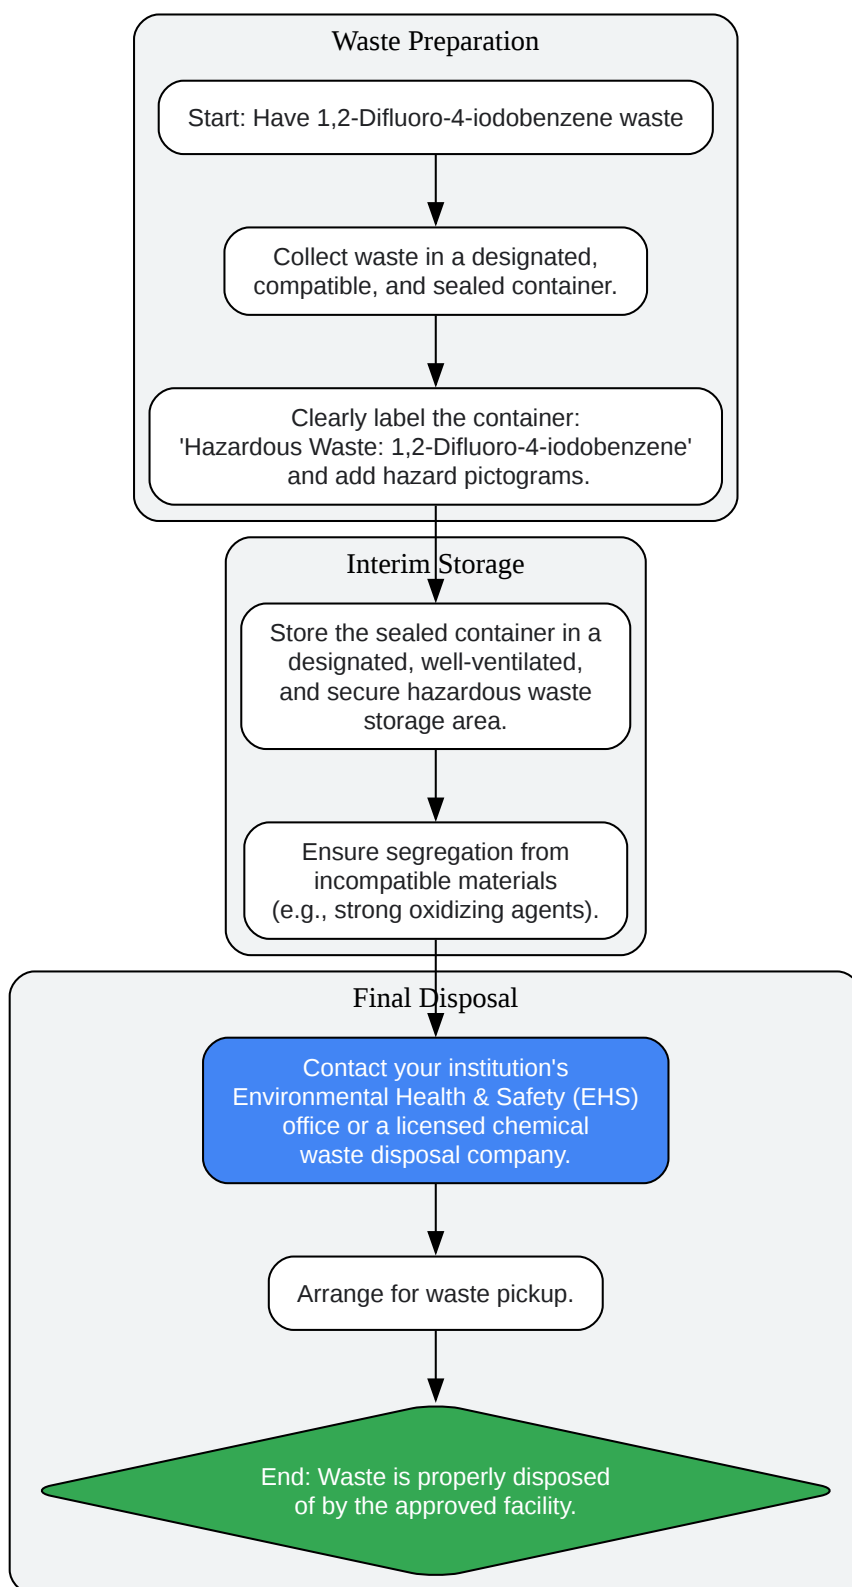 Waste Preparation
Start: Have 1,2-Difluoro-4-iodobenzene waste
Collect waste in a designated,
compatible, and sealed container.
Clearly label the container:
'Hazardous Waste: 1,2-Difluoro-4-iodobenzene'
and add hazard pictograms.
Interim Storage
Store the sealed container in a
designated, well-ventilated,
and secure hazardous waste
storage area.
Ensure segregation from
incompatible materials
(e.g., strong oxidizing agents).
Final Disposal
Contact your institution's
Environmental Health & Safety (EHS)
office or a licensed chemical
waste disposal company.
Arrange for waste pickup.
End: Waste is properly disposed
of by the approved facility.